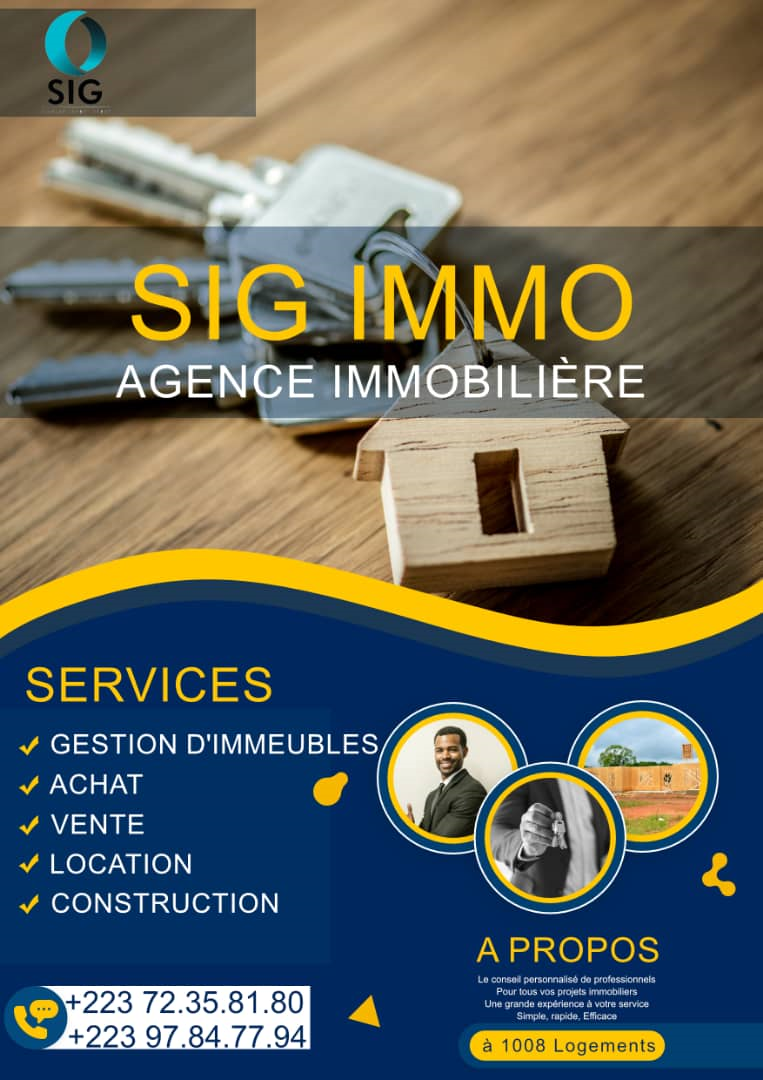 SIG
SIG IMMO
AGENCE IMMOBILIÈRE
SERVICES
GESTION D'IMMEUBLES
ACHAT
VENTE
LOCATION
CONSTRUCTION
+223 72.35.81.80
+223 97.84.77.94
A PROPOS
Le conseil personnalisé de professionnels
Pour tous vos projets immobiliers
Une grande expérience à votre service
Simple, rapide, Efficace
à 1008 Logements